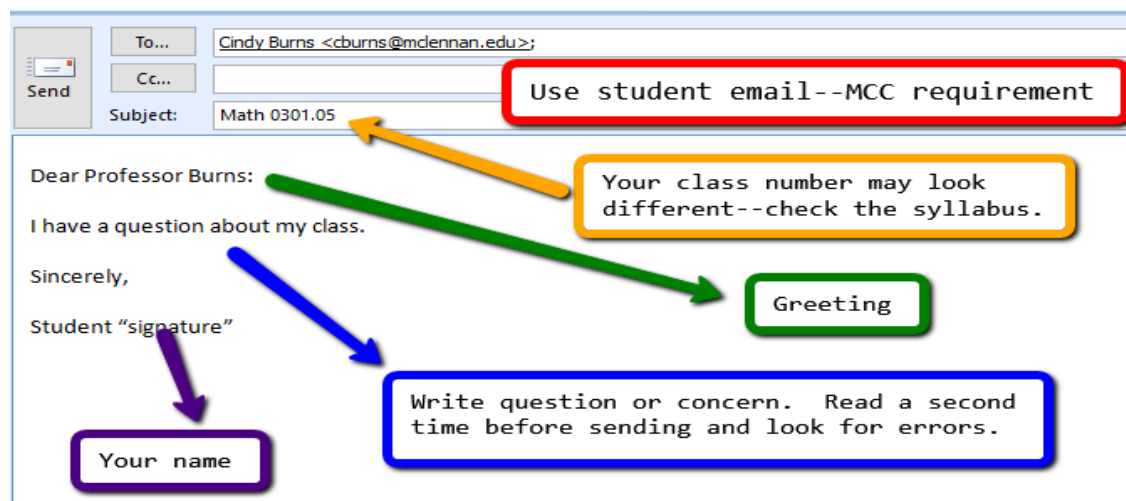 To...
Cindy Burns <cburns@mclennan.edu>;
Send
Cc...
Use student email--MCC requirement
Subject:
Math 0301.05
Dear Professor Burns:
Your class number may look
different--check the syllabus.
I have a question about my class.
Sincerely,
Greeting
Student “signature”
Write question or concern.  Read a second
time before sending and look for errors.
Your name